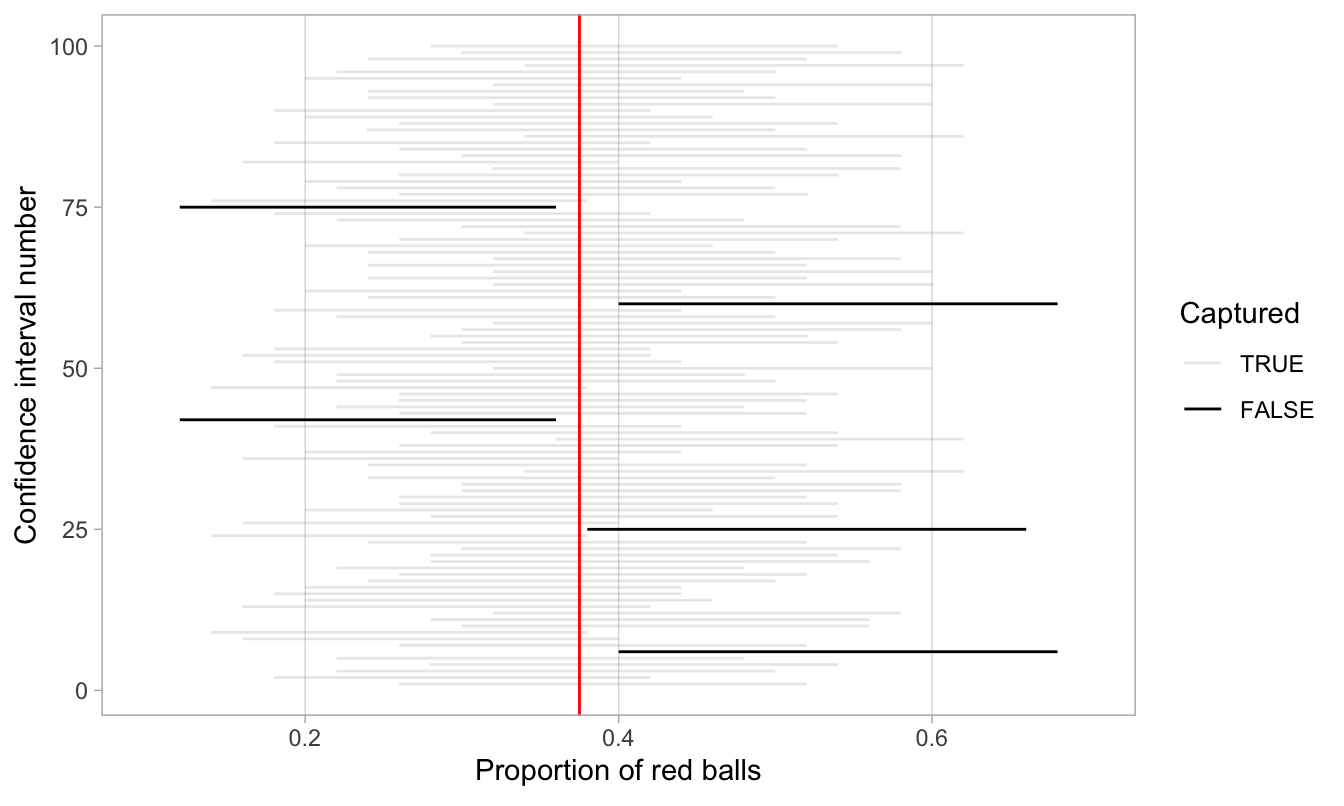 Confidence interval number
100
75
50
25
0
0.2
0.4
0.6
Proportion of red balls
Captured
TRUE
FALSE